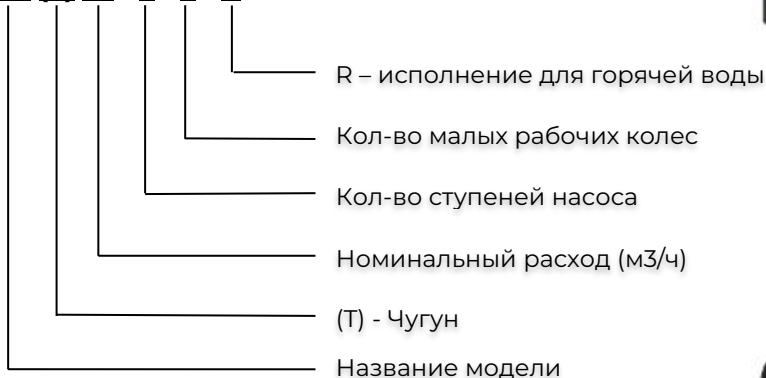 R – исполнение для горячей воды
Кол-во малых рабочих колес
Кол-во ступеней насоса
Номинальный расход (м3/ч)
(Т) - Чугун
Название модели